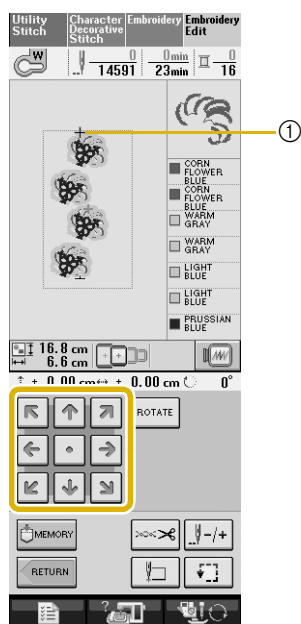 Utility Stitch
Character Decorative Stitch
Embroidery
Embroidery Edit
W
0
14591
0min
23min
0
16
①
CORN FLOWER BLUE
CORN FLOWER BLUE
WARM GRAY
WARM GRAY
LIGHT BLUE
LIGHT BLUE
PRUSSIAN BLUE
16.8 cm
6.6 cm
+ 0.00 cm
+ 0.00 cm
0°
ROTATE
MEMORY
-/+
RETURN
?